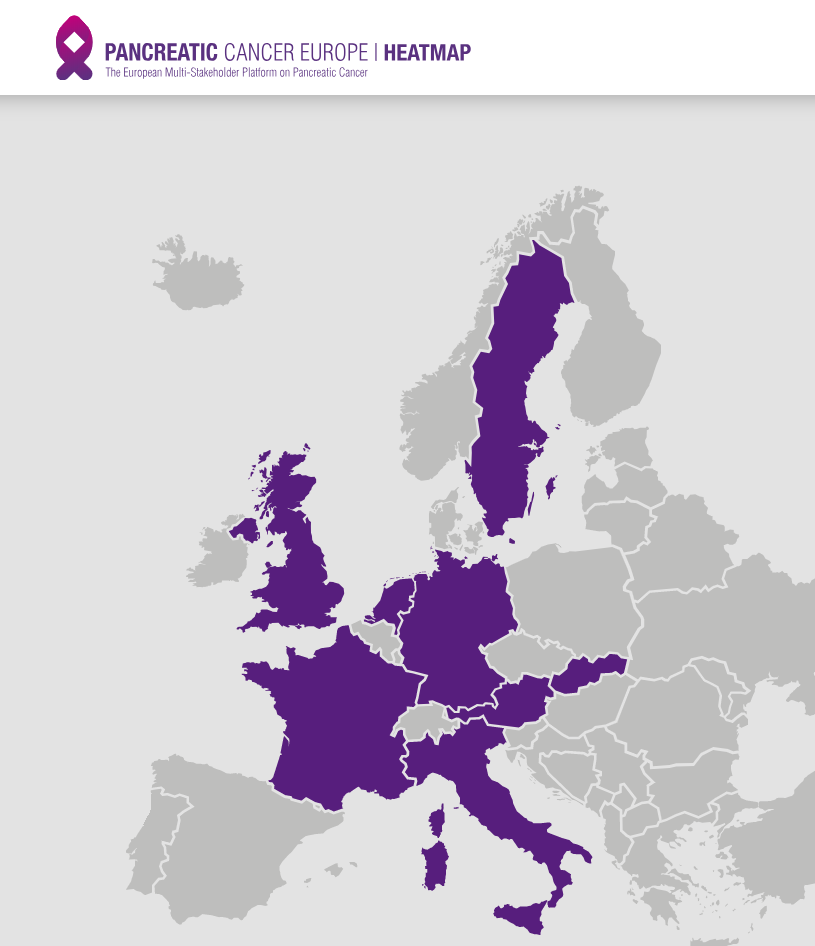 PANCREATIC CANCER EUROPE | HEATMAP
The European Multi-Stakeholder Platform on Pancreatic Cancer